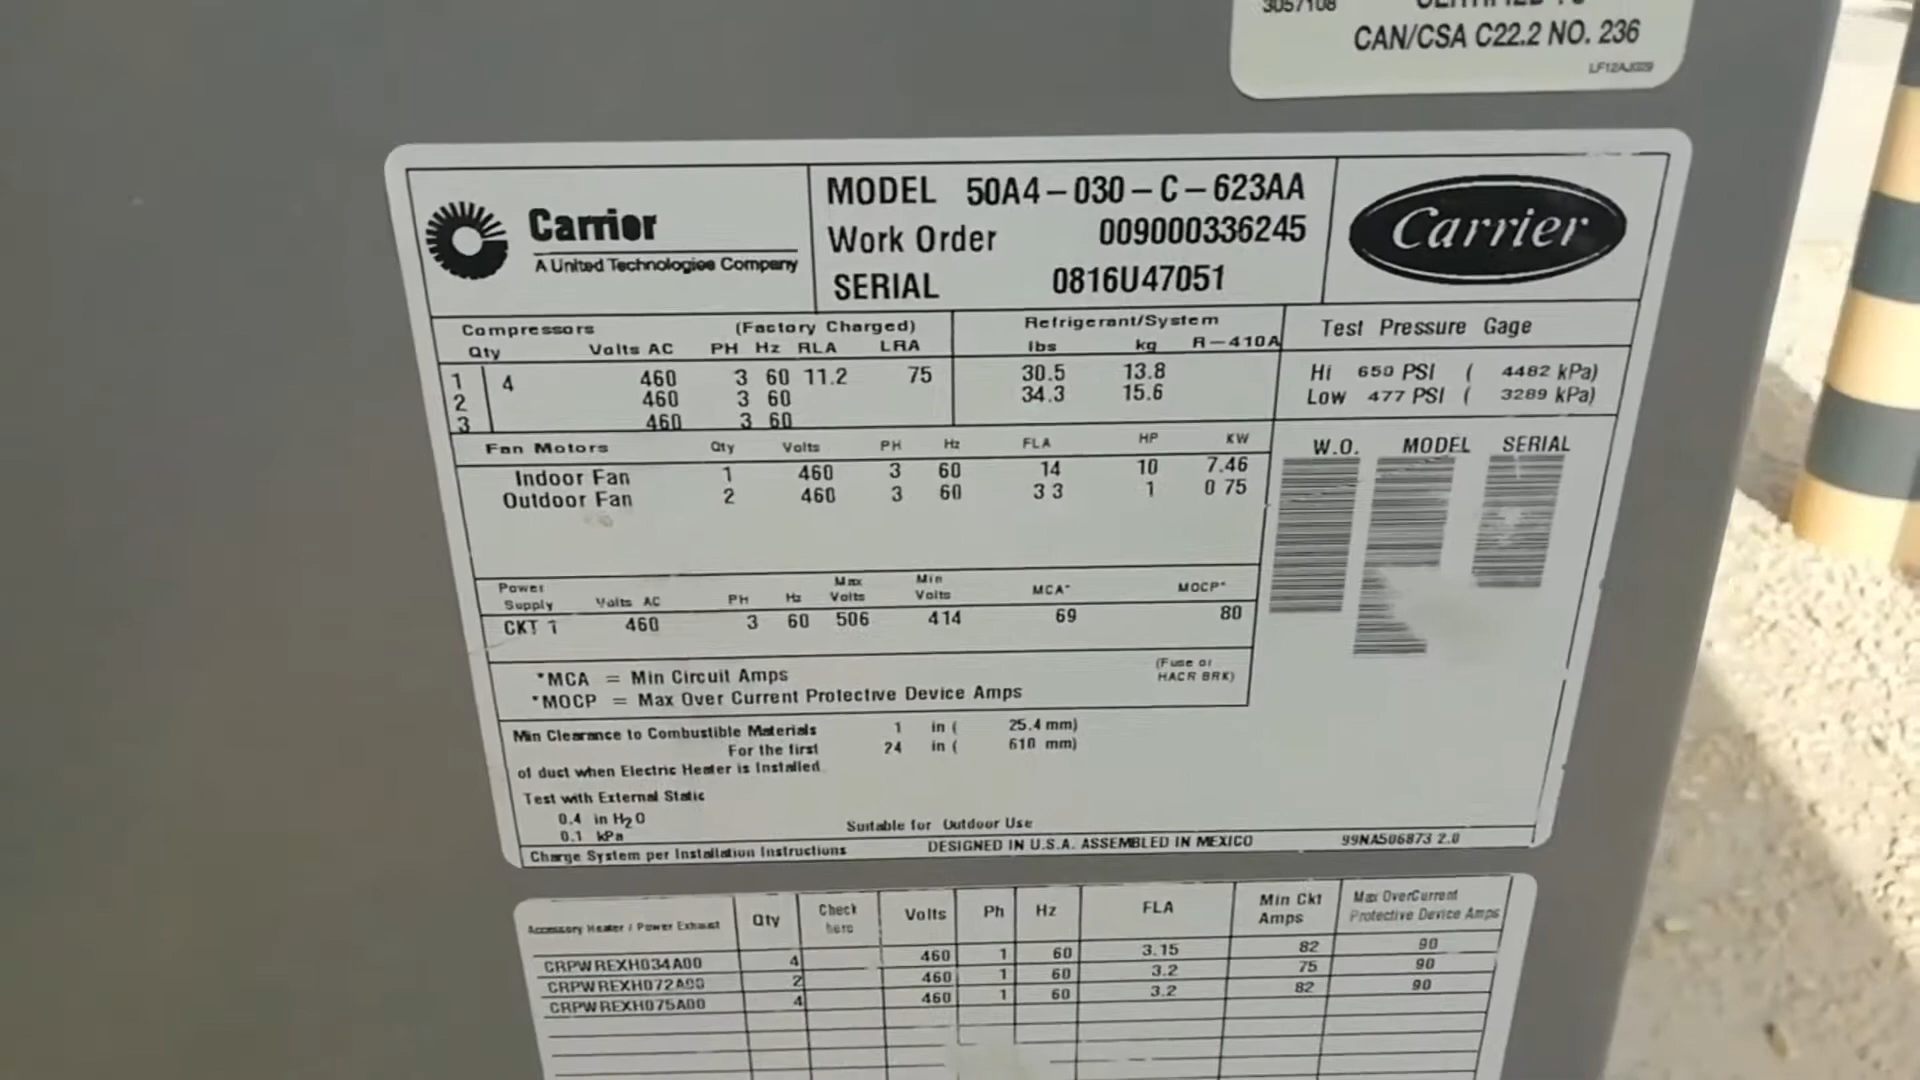 3057108
CAN/CSA C22.2 NO. 236
Carrier
A United Technologies Company
MODEL 50A4-030-C-623AA
Work Order 009000336245
SERIAL 0816U47051
Carrier
Compressors (Factory Charged)
Qty Volts AC PH Hz RLA LRA
1 4 460 3 60 11.2 75
2 460 3 60
3 460 3 60
Refrigerant/System
lbs kg R-410A
30.5 13.8
34.3 15.6
Test Pressure Gage
Hi 650 PSI ( 4482 kPa)
Low 477 PSI ( 3289 kPa)
Fan Motors Qty Volts PH Hz FLA HP KW
Indoor Fan 1 460 3 60 14 10 7.46
Outdoor Fan 2 460 3 60 3 3 1 0 75
W.O. MODEL SERIAL
Power Supply Volts AC PH Hz Max Volts Min Volts MCA* MOCP*
CKT 1 460 3 60 506 414 69 80
*MCA = Min Circuit Amps
*MOCP = Max Over Current Protective Device Amps
(Fuse or
HACR BRK)
Min Clearance to Combustible Materials 1 in ( 25.4 mm)
For the first 24 in ( 610 mm)
of duct when Electric Heater is Installed
Test with External Static
0.4 in H2O
0.1 kPa
Suitable for Outdoor Use
Charge System per Installation Instructions
DESIGNED IN U.S.A. ASSEMBLED IN MEXICO
99NA506873 2.0
Accessory Heater / Power Exhaust Qty Check here Volts Ph Hz FLA Min Ckt Amps Max OverCurrent Protective Device Amps
CRPWREXH034A00 4 460 1 60 3.15 82 90
CRPWREXH072A00 2 460 1 60 3.2 75 90
CRPWREXH075A00 4 460 1 60 3.2 82 90